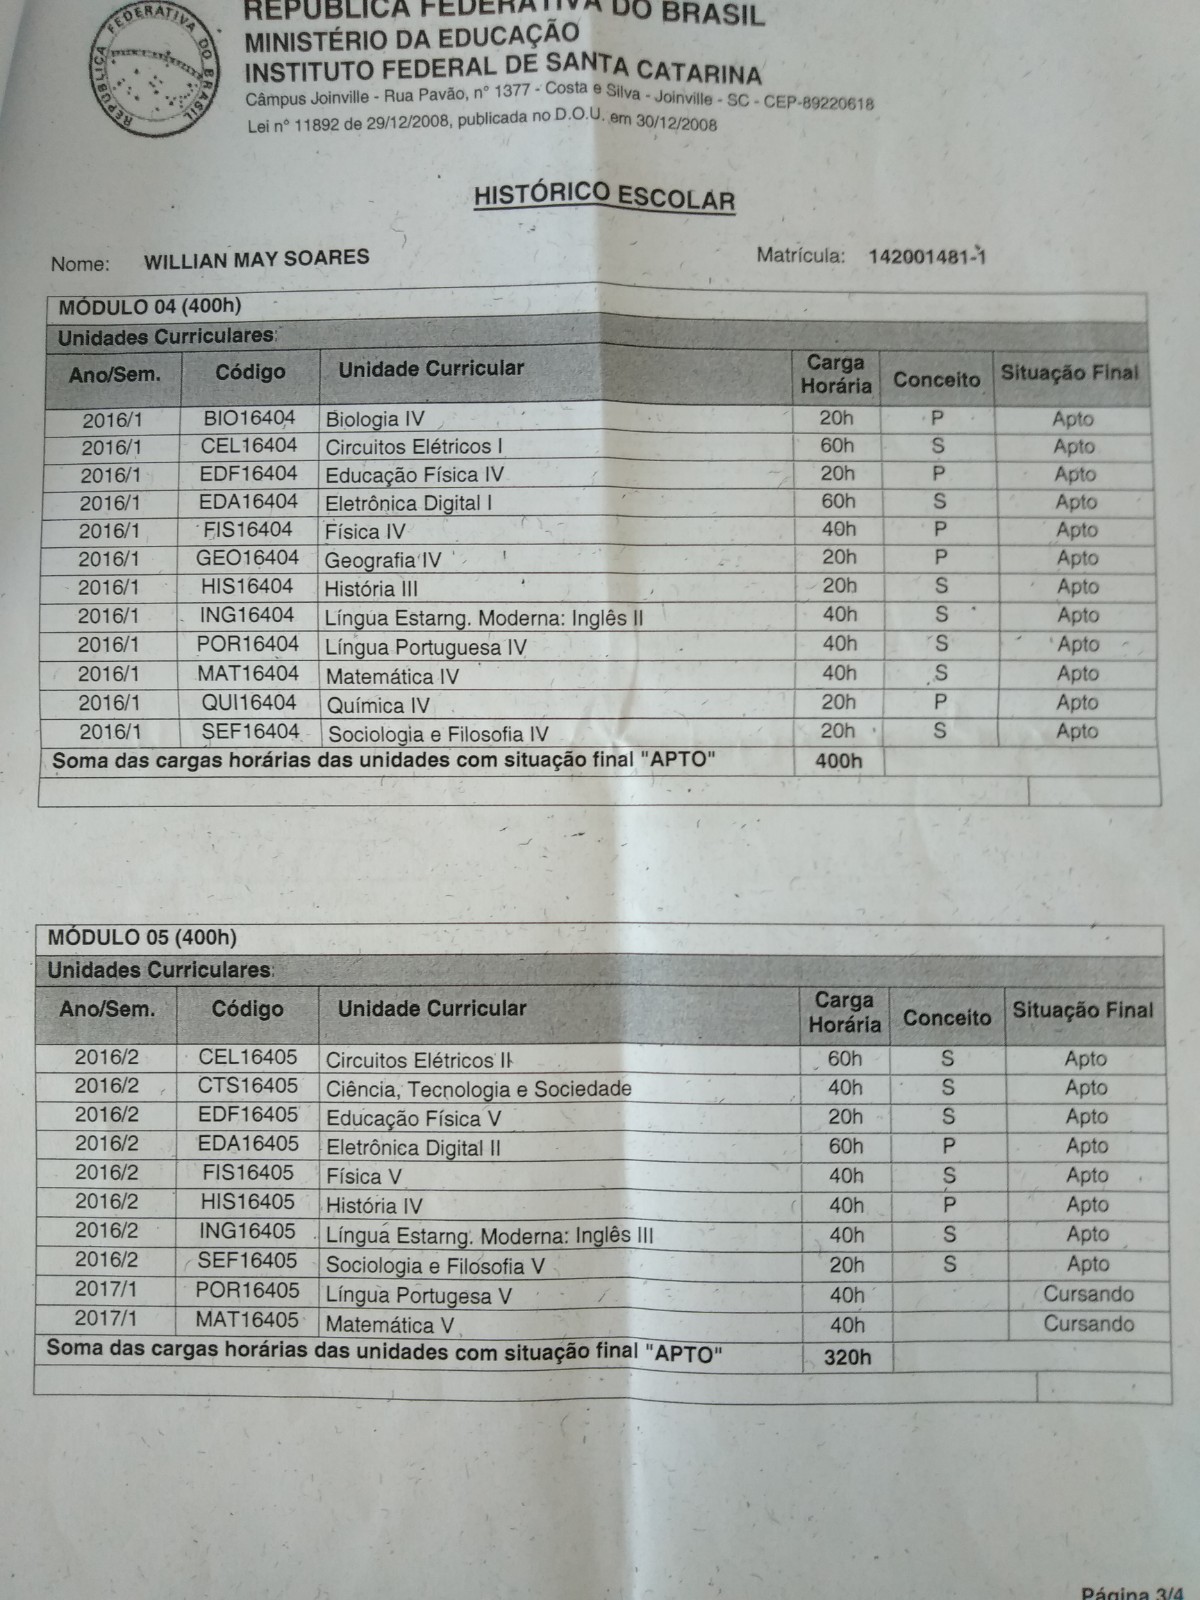 REPÚBLICA FEDERATIVA DO BRASIL
MINISTÉRIO DA EDUCAÇÃO
INSTITUTO FEDERAL DE SANTA CATARINA
Câmpus Joinville - Rua Pavão, n° 1377 - Costa e Silva - Joinville - SC - CEP-89220618
Lei n° 11892 de 29/12/2008, publicada no D.O.U. em 30/12/2008
REPÚBLICA FEDERATIVA DO BRASIL
HISTÓRICO ESCOLAR
Nome: WILLIAN MAY SOARES Matrícula: 142001481-1
MÓDULO 04 (400h)
Unidades Curriculares:
Ano/Sem. Código Unidade Curricular Carga Horária Conceito Situação Final
2016/1 BIO16404 Biologia IV 20h P Apto
2016/1 CEL16404 Circuitos Elétricos I 60h S Apto
2016/1 EDF16404 Educação Física IV 20h P Apto
2016/1 EDA16404 Eletrônica Digital I 60h S Apto
2016/1 FIS16404 Física IV 40h P Apto
2016/1 GEO16404 Geografia IV 20h P Apto
2016/1 HIS16404 História III 20h S Apto
2016/1 ING16404 Língua Estarng. Moderna: Inglês II 40h S Apto
2016/1 POR16404 Língua Portuguesa IV 40h S Apto
2016/1 MAT16404 Matemática IV 40h S Apto
2016/1 QUI16404 Química IV 20h P Apto
2016/1 SEF16404 Sociologia e Filosofia IV 20h S Apto
Soma das cargas horárias das unidades com situação final "APTO" 400h
MÓDULO 05 (400h)
Unidades Curriculares:
Ano/Sem. Código Unidade Curricular Carga Horária Conceito Situação Final
2016/2 CEL16405 Circuitos Elétricos II 60h S Apto
2016/2 CTS16405 Ciência, Tecnologia e Sociedade 40h S Apto
2016/2 EDF16405 Educação Física V 20h S Apto
2016/2 EDA16405 Eletrônica Digital II 60h P Apto
2016/2 FIS16405 Física V 40h S Apto
2016/2 HIS16405 História IV 40h P Apto
2016/2 ING16405 Língua Estarng. Moderna: Inglês III 40h S Apto
2016/2 SEF16405 Sociologia e Filosofia V 20h S Apto
2017/1 POR16405 Língua Portugesa V 40h Cursando
2017/1 MAT16405 Matemática V 40h Cursando
Soma das cargas horárias das unidades com situação final "APTO" 320h
Página 3/4